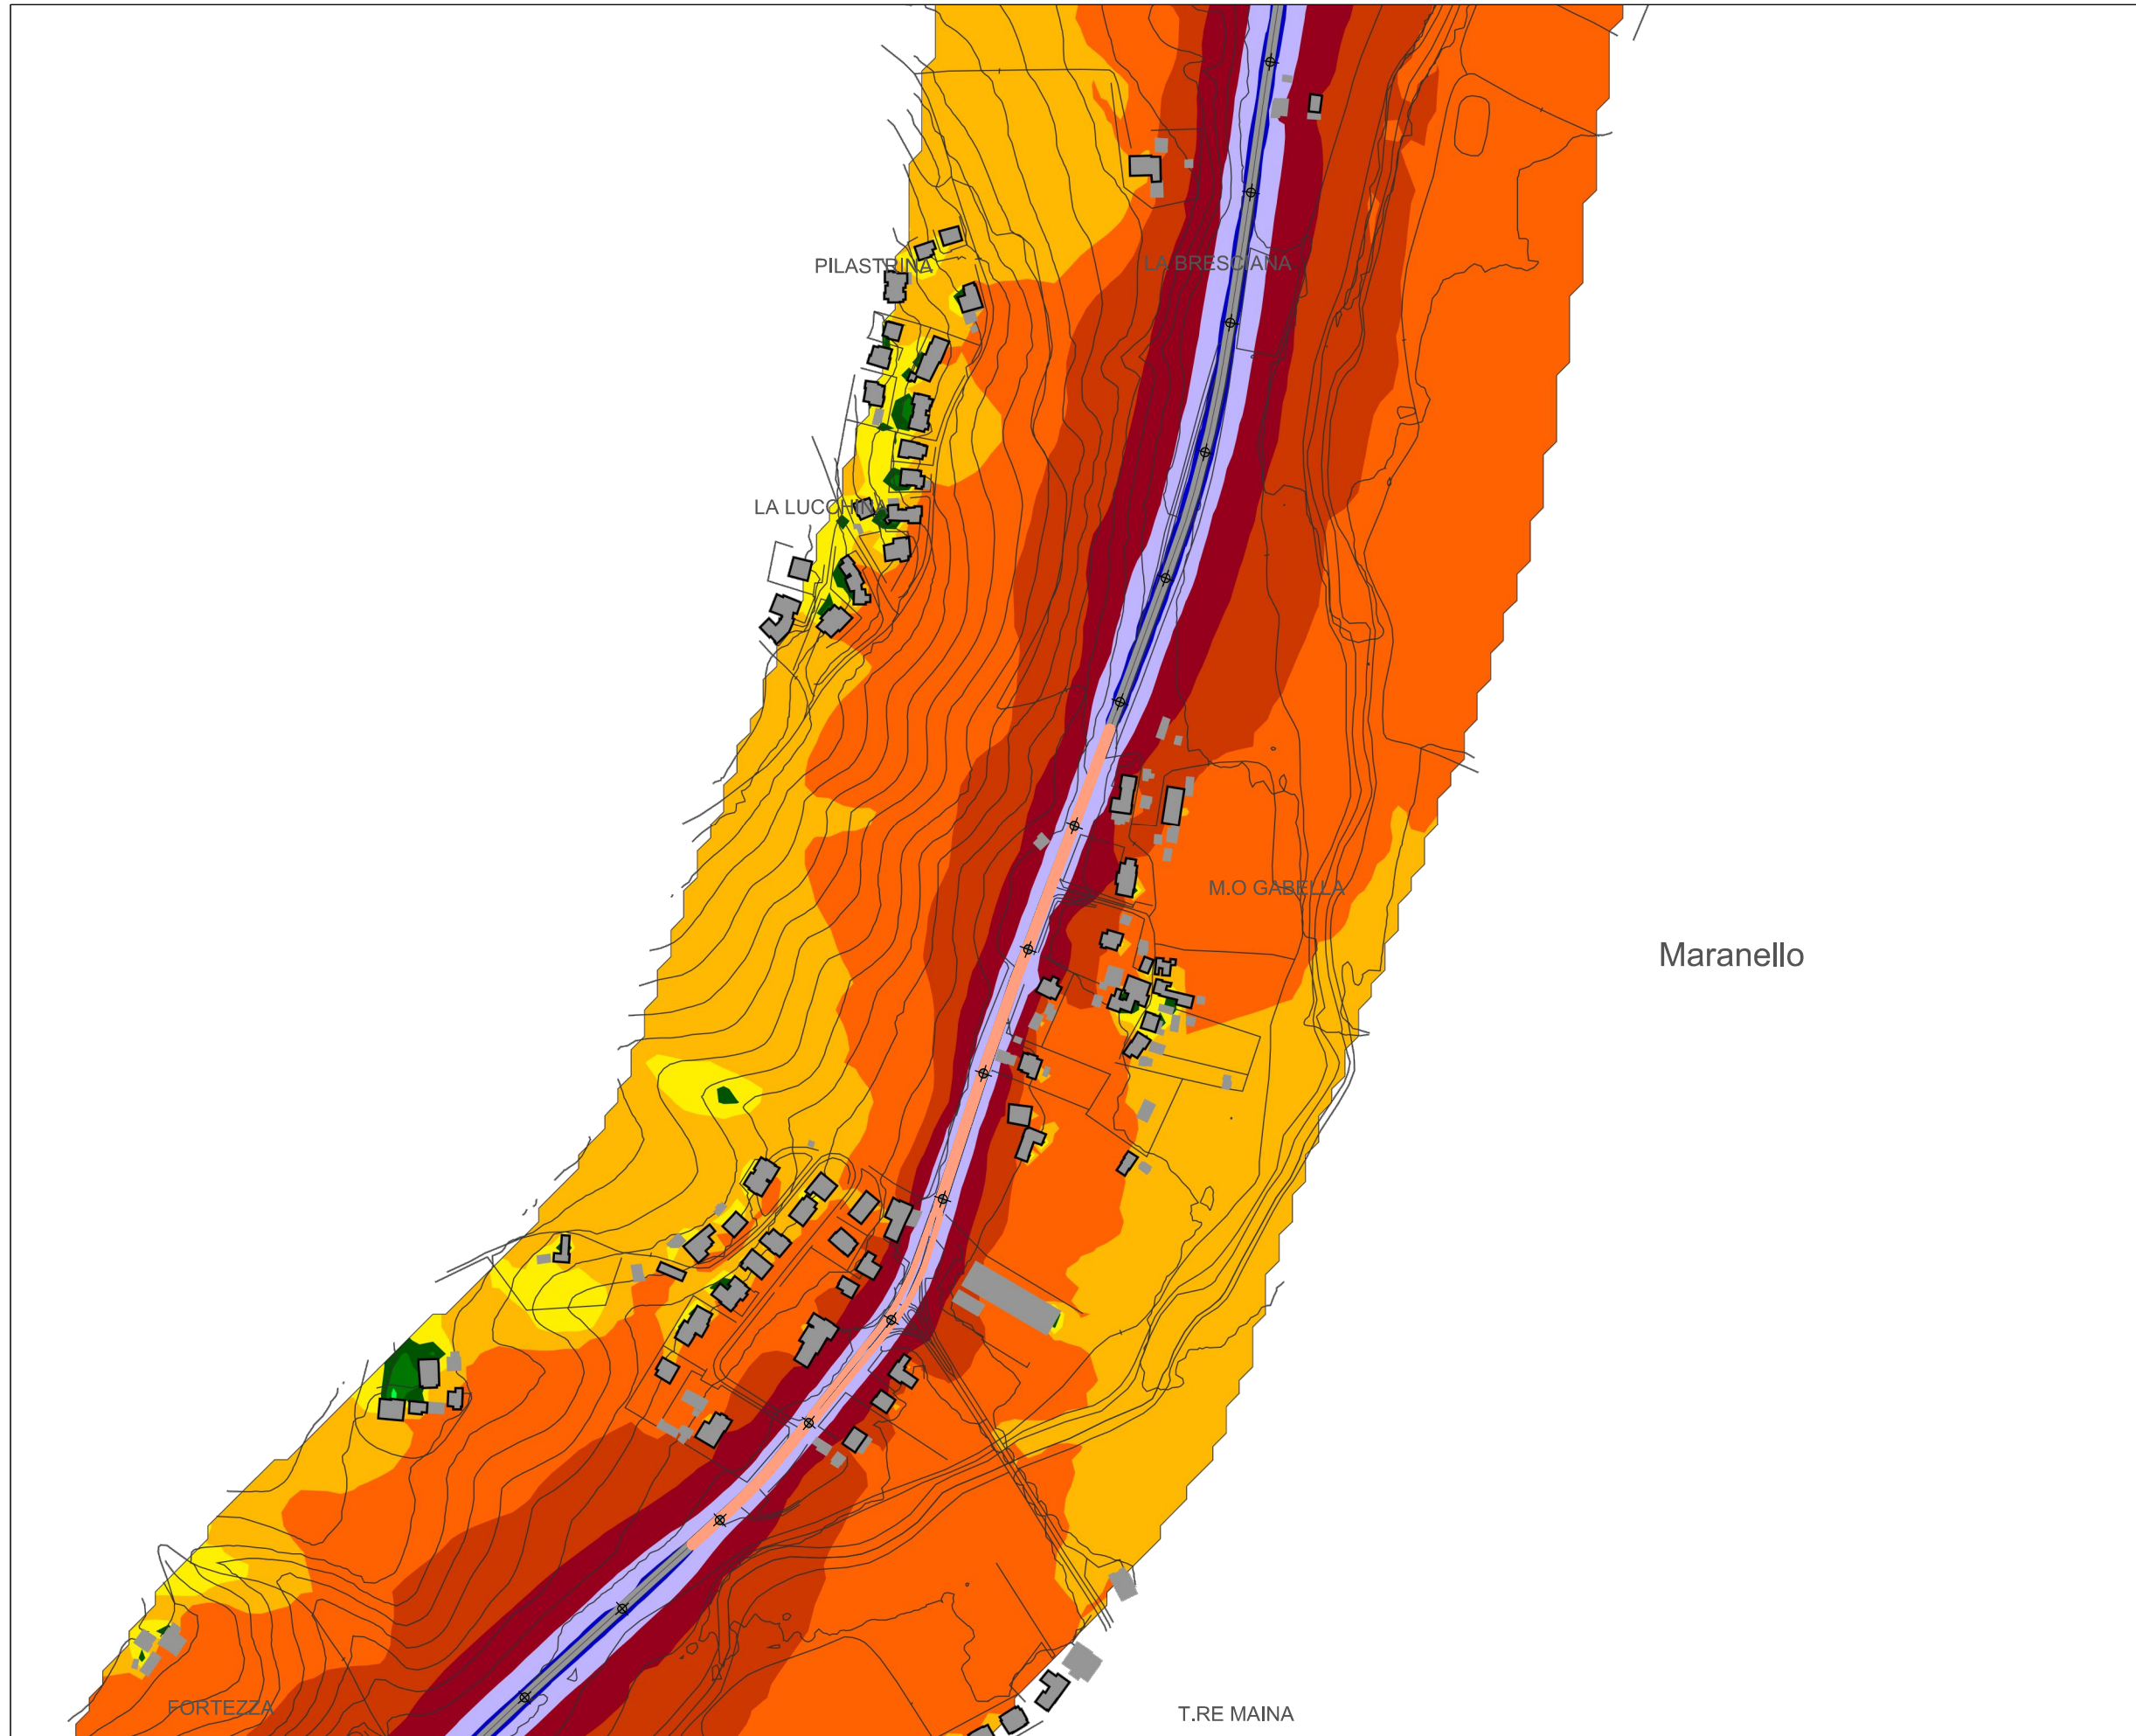 PILASTRINA
LA BRESCIANA
LA LUCCHINA
M.O GABELLA
Maranello
FORTEZZA
T.RE MAINA